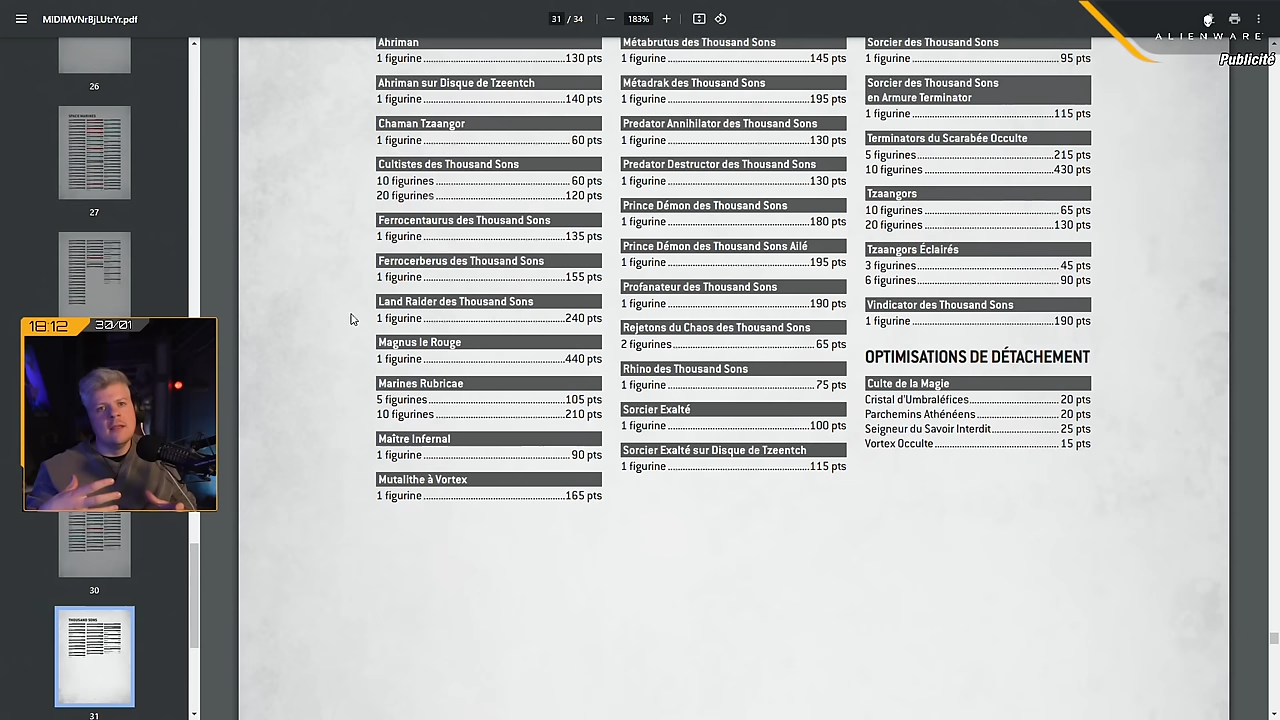 MIDIMVNrBjLUtrYr.pdf
31 / 34
183%
ALIENWARE
Publicité
26
27
30
31
SPACE MARINES
THOUSAND SONS
18:12
30/01
Ahriman
1 figurine 130 pts
Ahriman sur Disque de Tzeentch
1 figurine 140 pts
Chaman Tzaangor
1 figurine 60 pts
Cultistes des Thousand Sons
10 figurines 60 pts
20 figurines 120 pts
Ferrocentaurus des Thousand Sons
1 figurine 135 pts
Ferrocerberus des Thousand Sons
1 figurine 155 pts
Land Raider des Thousand Sons
1 figurine 240 pts
Magnus le Rouge
1 figurine 440 pts
Marines Rubricae
5 figurines 105 pts
10 figurines 210 pts
Maître Infernal
1 figurine 90 pts
Mutalithe à Vortex
1 figurine 165 pts
Métabrutus des Thousand Sons
1 figurine 145 pts
Métadrak des Thousand Sons
1 figurine 195 pts
Predator Annihilator des Thousand Sons
1 figurine 130 pts
Predator Destructor des Thousand Sons
1 figurine 130 pts
Prince Démon des Thousand Sons
1 figurine 180 pts
Prince Démon des Thousand Sons Ailé
1 figurine 195 pts
Profanateur des Thousand Sons
1 figurine 190 pts
Rejetons du Chaos des Thousand Sons
2 figurines 65 pts
Rhino des Thousand Sons
1 figurine 75 pts
Sorcier Exalté
1 figurine 100 pts
Sorcier Exalté sur Disque de Tzeentch
1 figurine 115 pts
Sorcier des Thousand Sons
1 figurine 95 pts
Sorcier des Thousand Sons
en Armure Terminator
1 figurine 115 pts
Terminators du Scarabée Occulte
5 figurines 215 pts
10 figurines 430 pts
Tzaangors
10 figurines 65 pts
20 figurines 130 pts
Tzaangors Éclairés
3 figurines 45 pts
6 figurines 90 pts
Vindicator des Thousand Sons
1 figurine 190 pts
OPTIMISATIONS DE DÉTACHEMENT
Culte de la Magie
Cristal d'Umbraléfices 20 pts
Parchemins Athénéens 20 pts
Seigneur du Savoir Interdit 25 pts
Vortex Occulte 15 pts